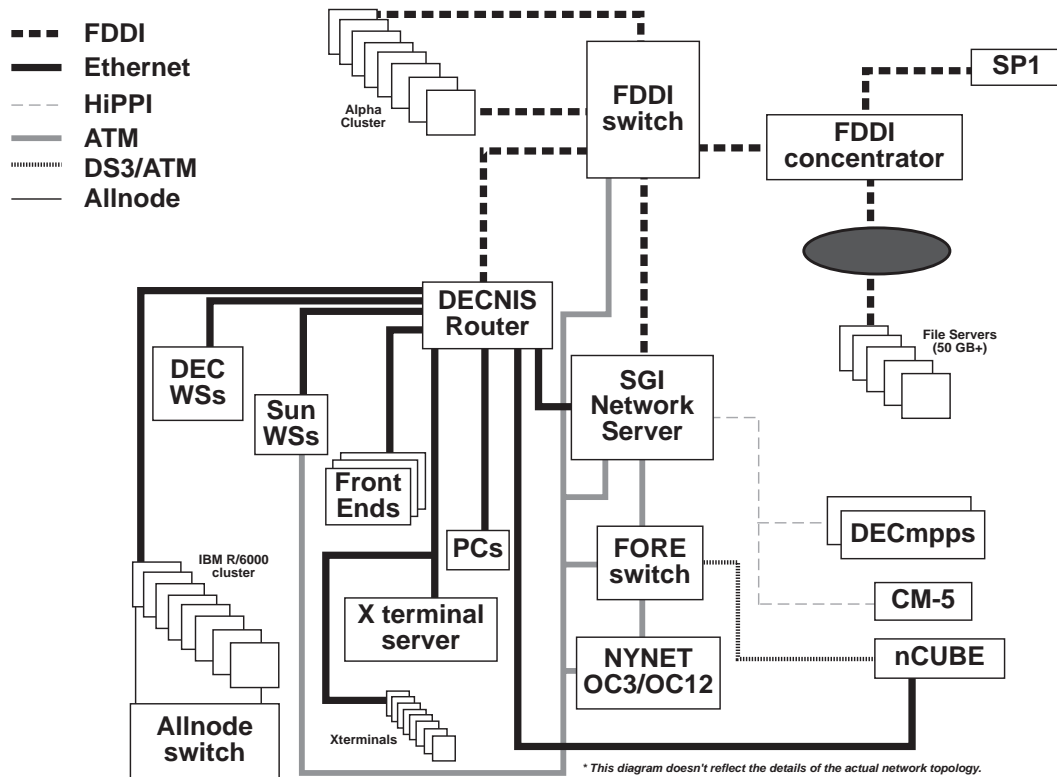 FDDI
Ethernet
HiPPI
ATM
DS3/ATM
Allnode
Alpha
Cluster
FDDI
switch
SP1
FDDI
concentrator
File Servers
(50 GB+)
DECNIS
Router
DEC
WSs
Sun
WSs
Front
Ends
PCs
SGI
Network
Server
DECmpps
FORE
switch
CM-5
IBM R/6000
cluster
X terminal
server
NYNET
OC3/OC12
nCUBE
Allnode
switch
Xterminals
* This diagram doesn't reflect the details of the actual network topology.